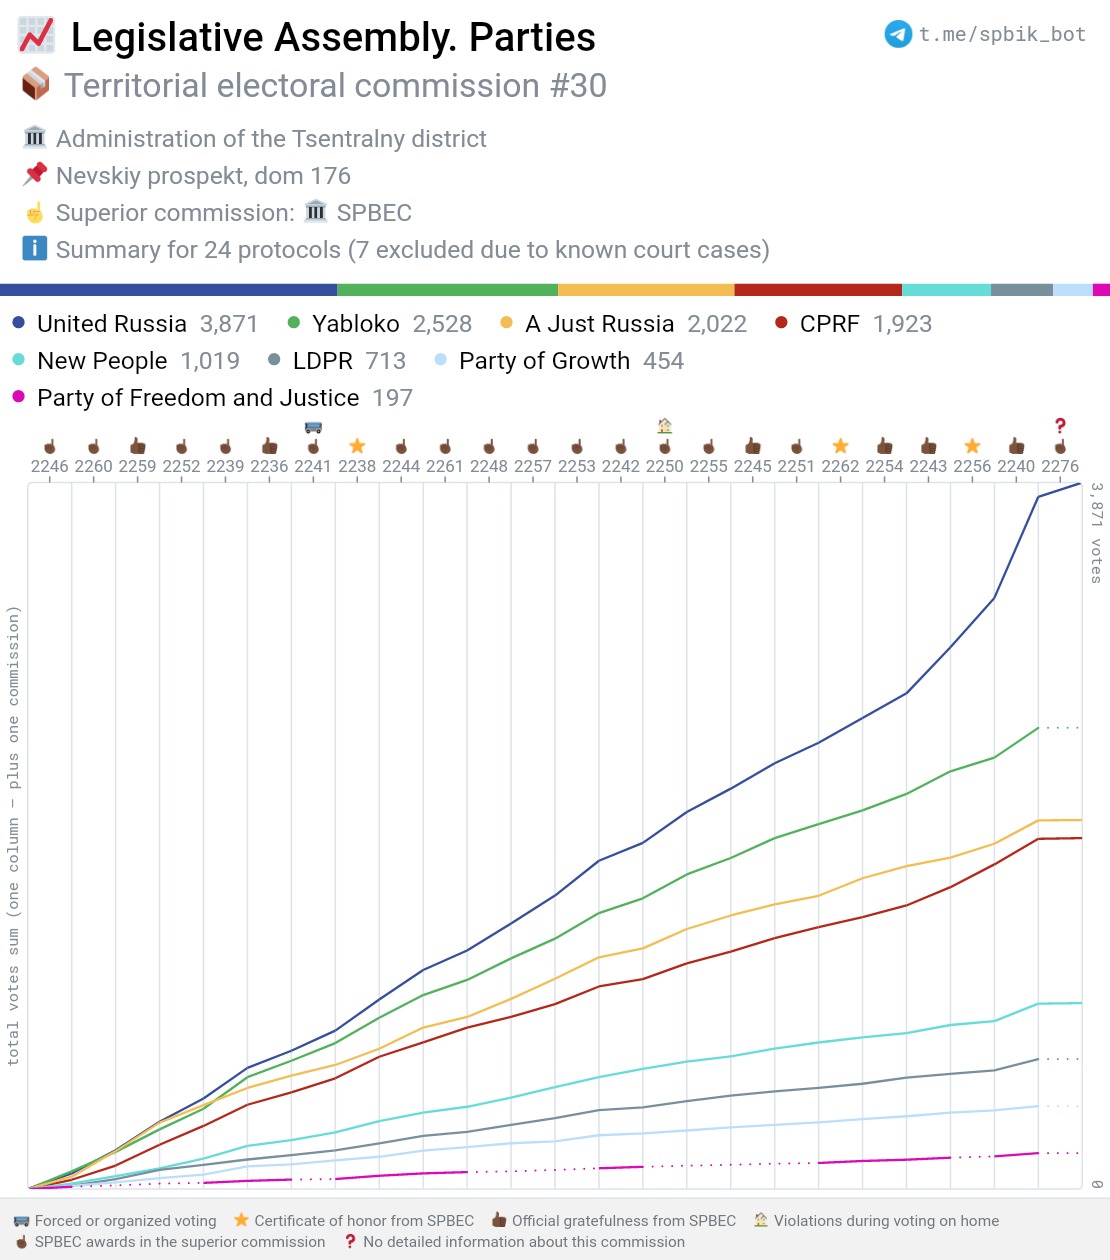 Legislative Assembly. Parties
t.me/spbik_bot
Territorial electoral commission #30
Administration of the Tsentralny district
Nevskiy prospekt, dom 176
Superior commission: SPBEC
Summary for 24 protocols (7 excluded due to known court cases)
United Russia 3,871 Yabloko 2,528 A Just Russia 2,022 CPRF 1,923
New People 1,019 LDPR 713 Party of Growth 454
Party of Freedom and Justice 197
2246 2260 2259 2252 2239 2236 2241 2238 2244 2261 2248 2257 2253 2242 2250 2255 2245 2251 2262 2254 2243 2256 2240 2276
3,871 votes
total votes sum (one column – plus one commission)
0
Forced or organized voting Certificate of honor from SPBEC Official gratefulness from SPBEC Violations during voting on home
SPBEC awards in the superior commission No detailed information about this commission